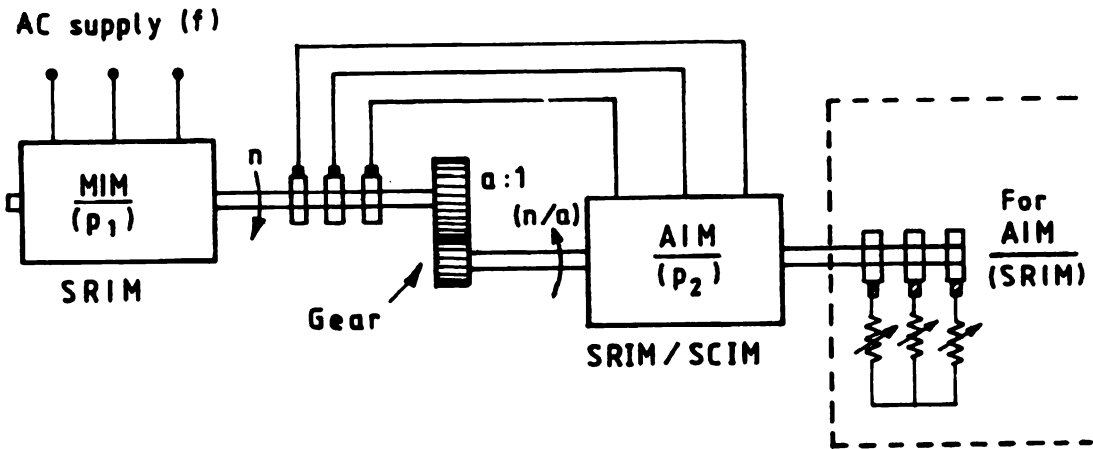 AC supply (f)
MIM
(p₁)
SRIM
n
a:1
(n/a)
Gear
AIM
(p₂)
SRIM/SCIM
For
AIM
(SRIM)